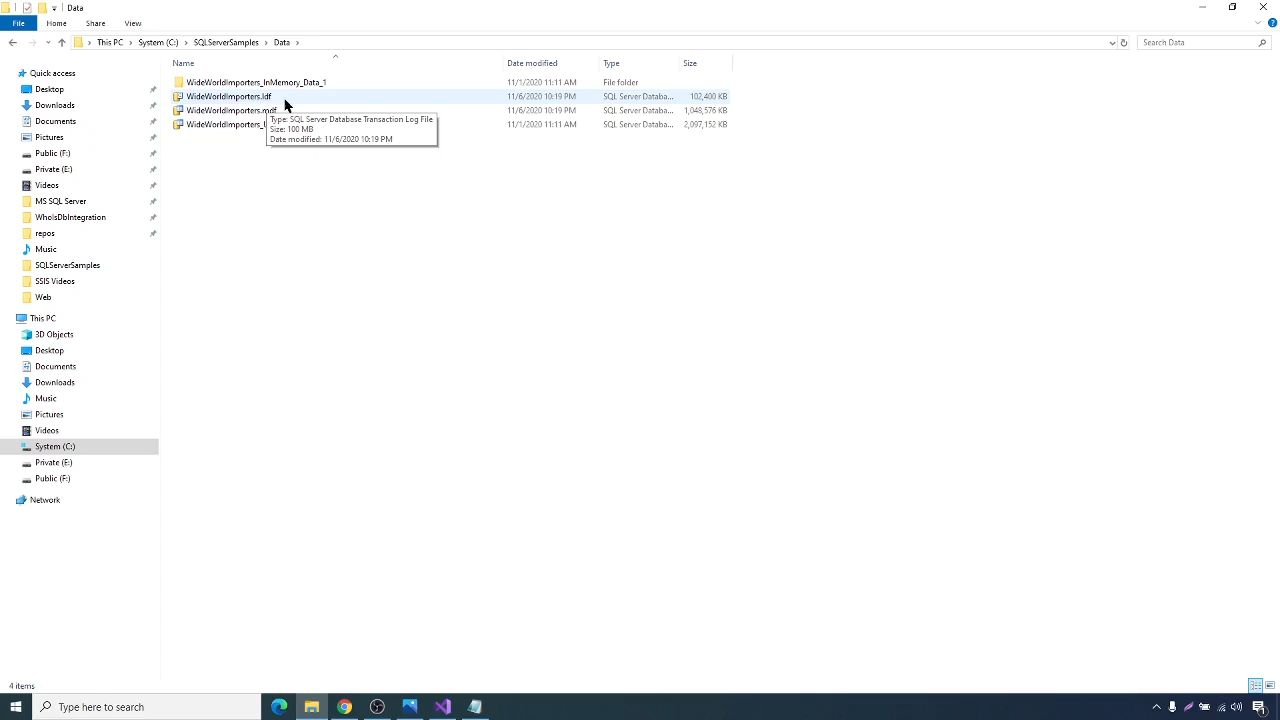 Data
File Home Share View
This PC System (C:) SQLServerSamples Data Search Data
Name Date modified Type Size
Quick access
Desktop
Downloads
Documents
Pictures
Public (F:)
Private (E:)
Videos
MS SQL Server
WhoIsDbIntegration
repos
Music
SQLServerSamples
SSIS Videos
Web
This PC
3D Objects
Desktop
Documents
Downloads
Music
Pictures
Videos
System (C:)
Private (E:)
Public (F:)
Network
WideWorldImporters_InMemory_Data_1 11/1/2020 11:11 AM File folder
WideWorldImporters.ldf 11/6/2020 10:19 PM SQL Server Databa... 102,400 KB
WideWorldImporters.mdf 11/6/2020 10:19 PM SQL Server Databa... 1,048,576 KB
WideWorldImporters_ 11/1/2020 11:11 AM SQL Server Databa... 2,097,152 KB
Type: SQL Server Database Transaction Log File
Size: 100 MB
Date modified: 11/6/2020 10:19 PM
4 items
Type here to search